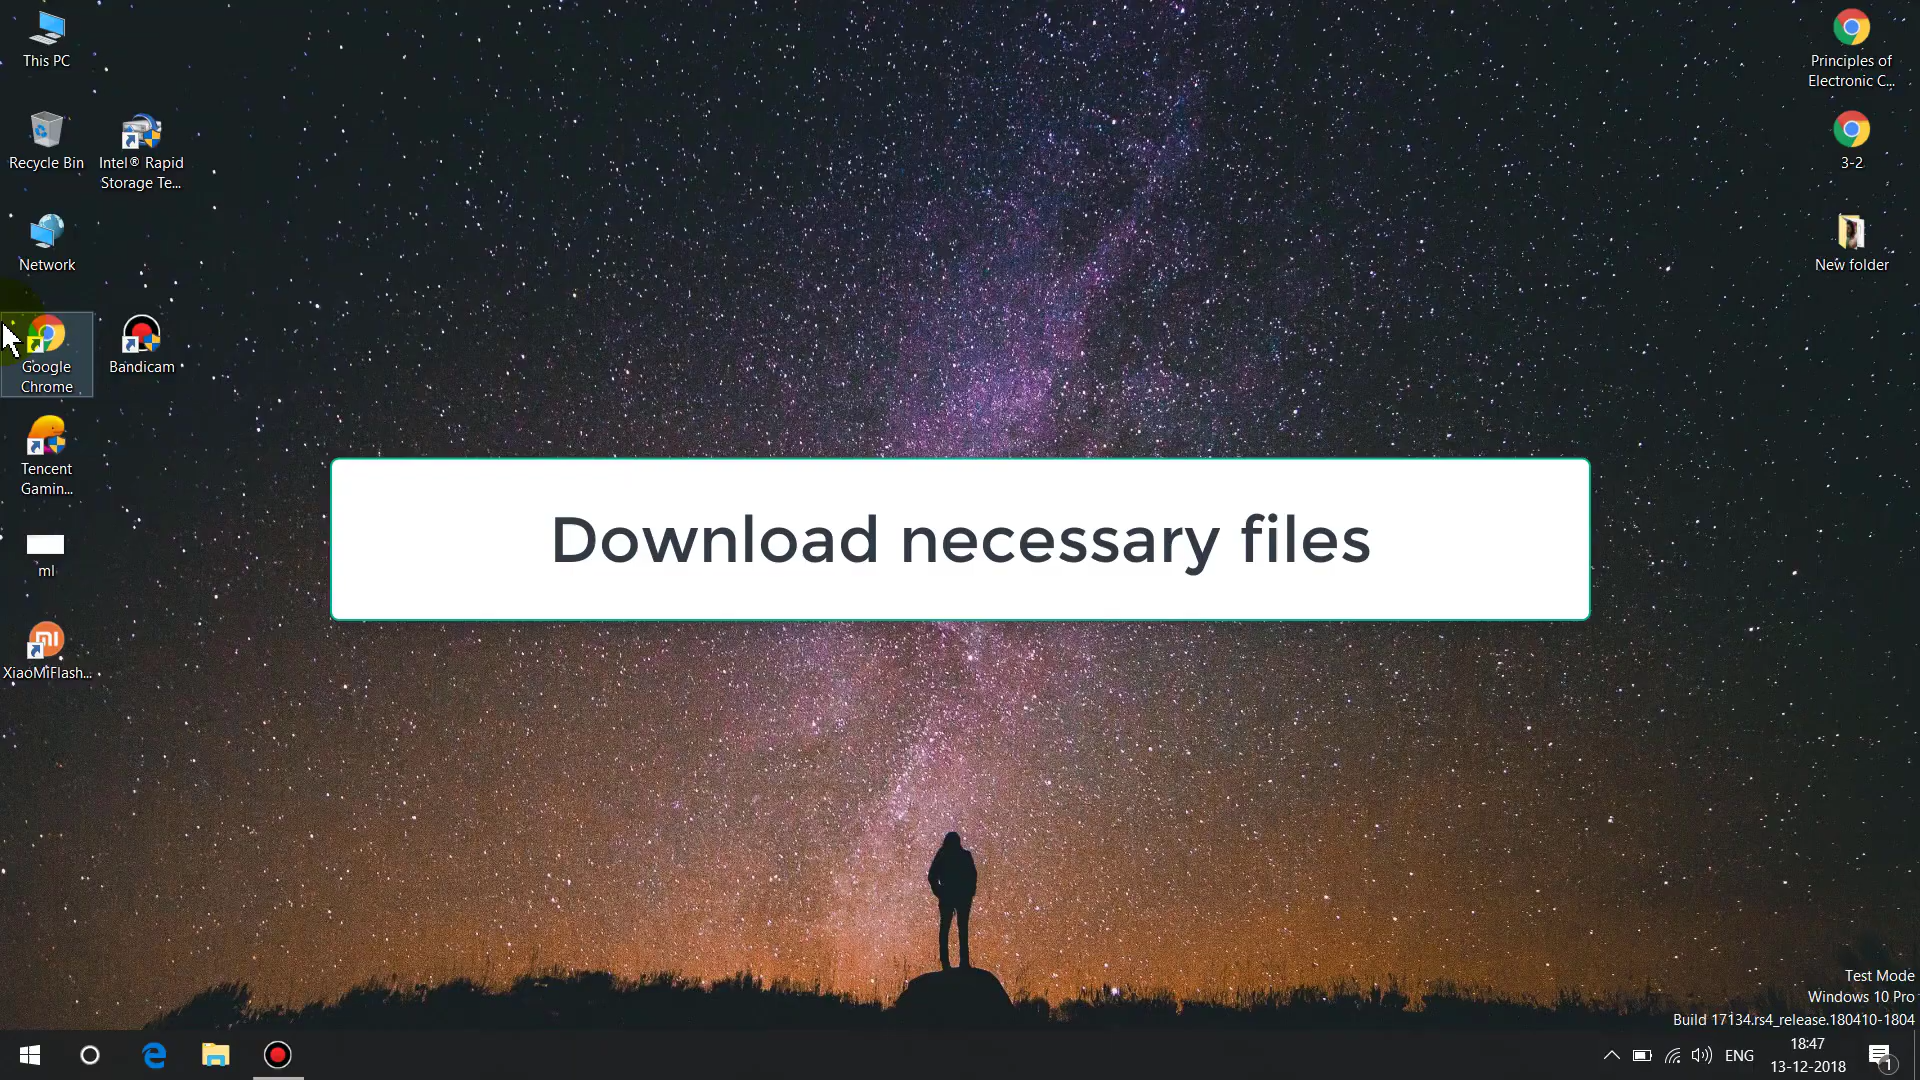 This PC
Recycle Bin
Intel® Rapid
Storage Te...
Network
Google
Chrome
Bandicam
Tencent
Gamin...
ml
XiaoMiFlash...
Principles of
Electronic C...
3-2
New folder
Download necessary files
Test Mode
Windows 10 Pro
Build 17134.rs4_release.180410-1804
ENG
18:47
13-12-2018
1